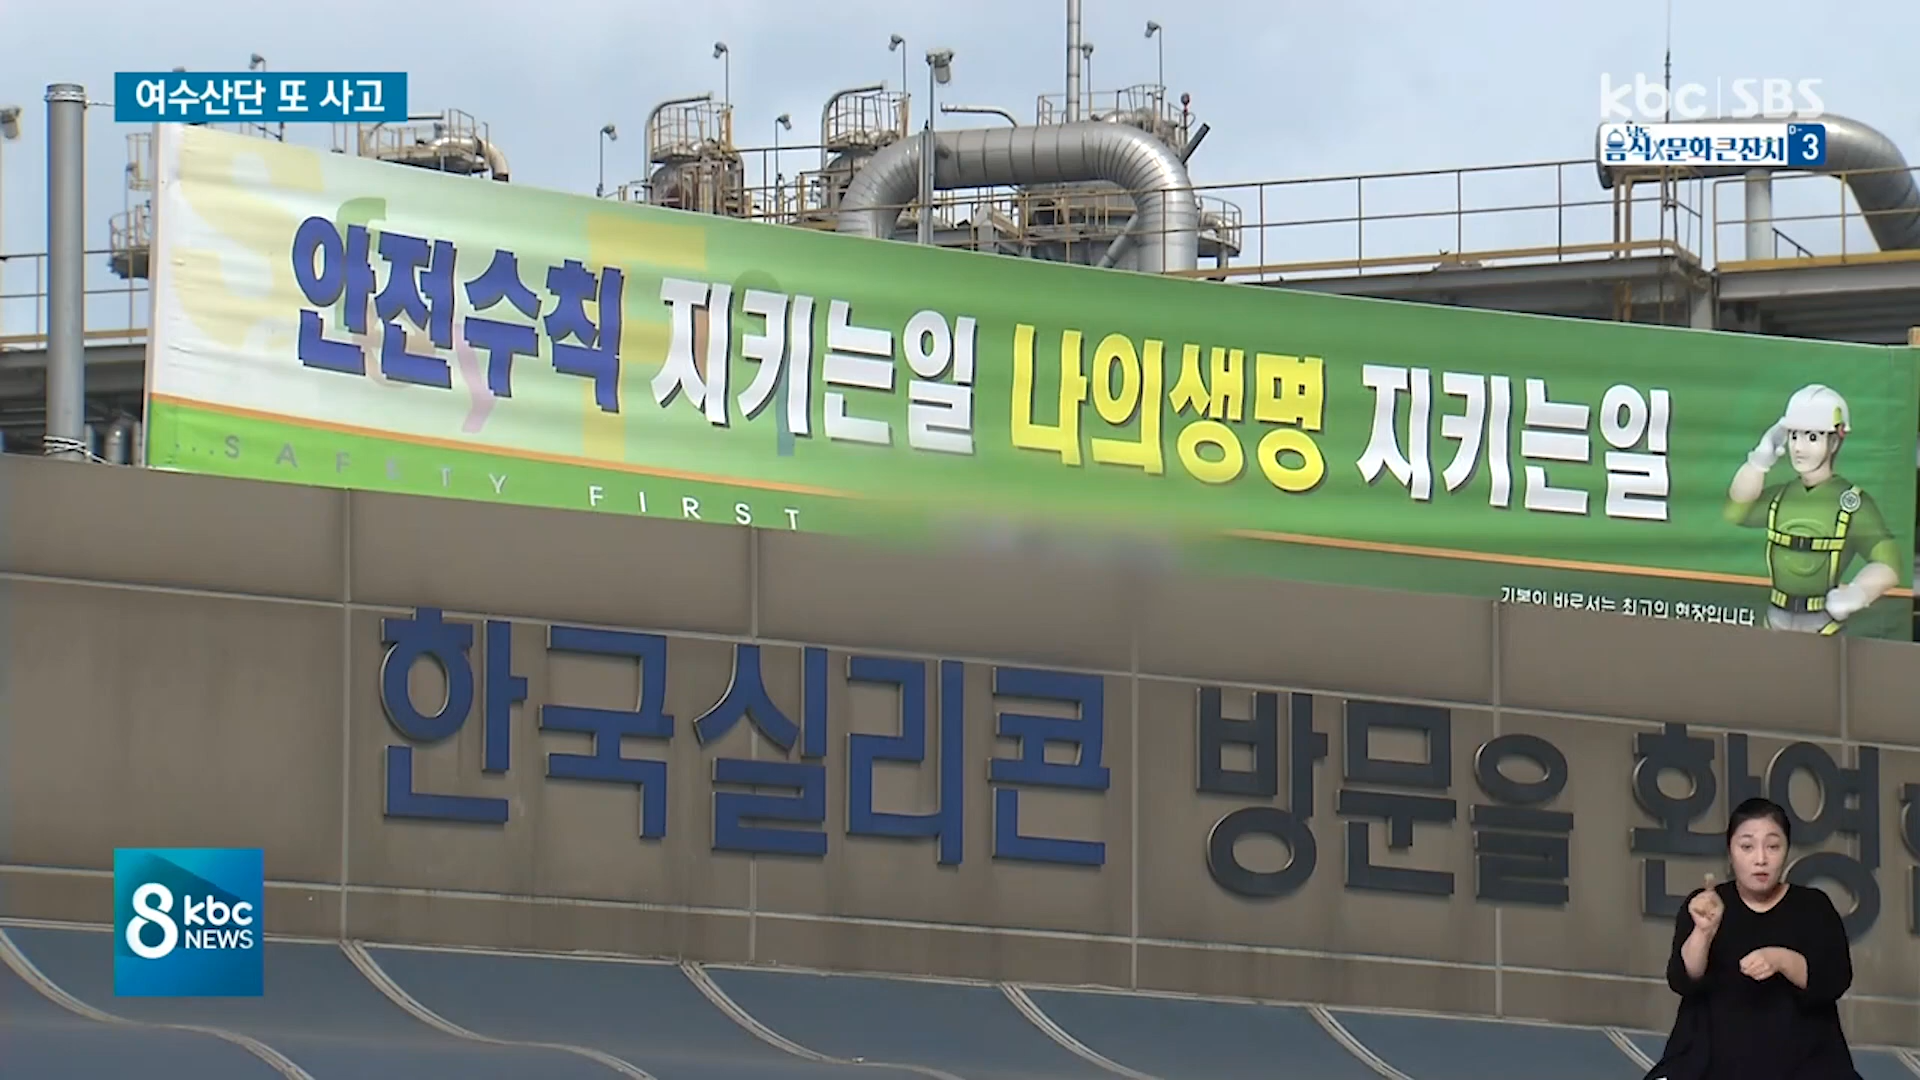 여수산단 또 사고
kbc SBS
남도 음식x문화 큰잔치 D-3
안전수칙 지키는일 나의생명 지키는일
...SAFETY FIRST
기본이 바로서는 최고의 현장입니다
한국실리콘 방문을 환영
8 kbc
NEWS